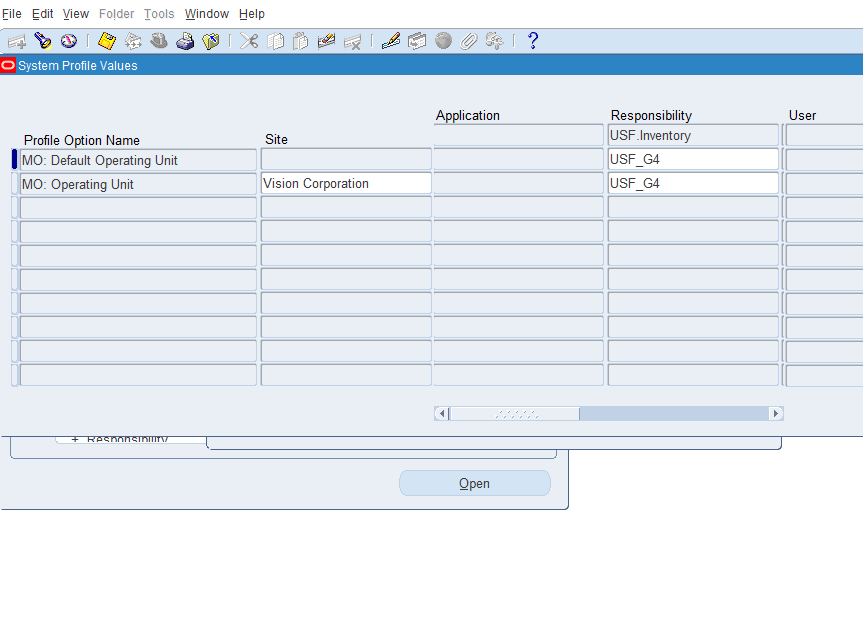 File Edit View Folder Tools Window Help
System Profile Values
Application Responsibility User
Profile Option Name Site USF.Inventory
MO: Default Operating Unit USF_G4
MO: Operating Unit Vision Corporation USF_G4
+ Responsibility
Open